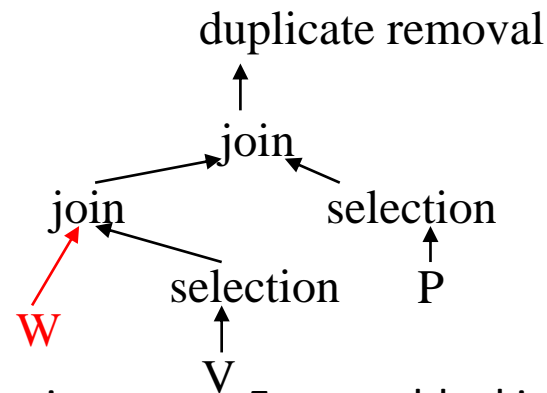 duplicate removal
join
join selection
selection P
W
V